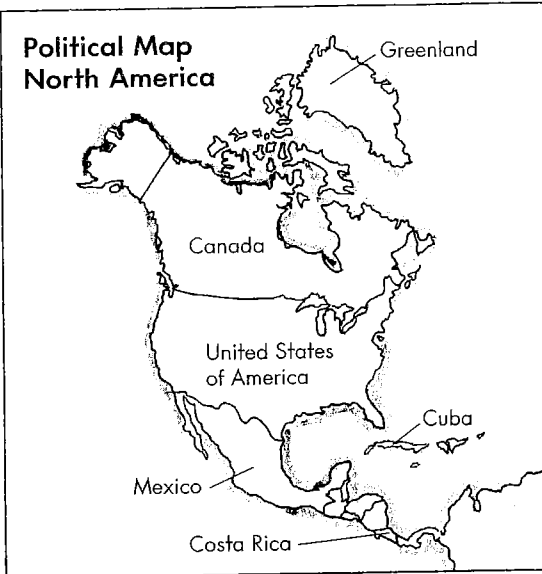 Political Map
North America
Greenland
Canada
United States
of America
Cuba
Mexico
Costa Rica